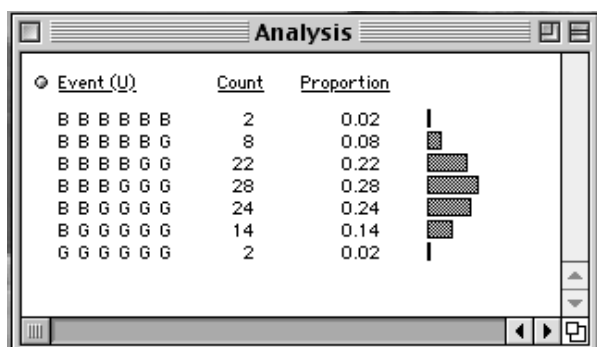 Analysis
Event (U) Count Proportion
B B B B B B 2 0.02
B B B B B G 8 0.08
B B B B G G 22 0.22
B B B G G G 28 0.28
B B G G G G 24 0.24
B G G G G G 14 0.14
G G G G G G 2 0.02